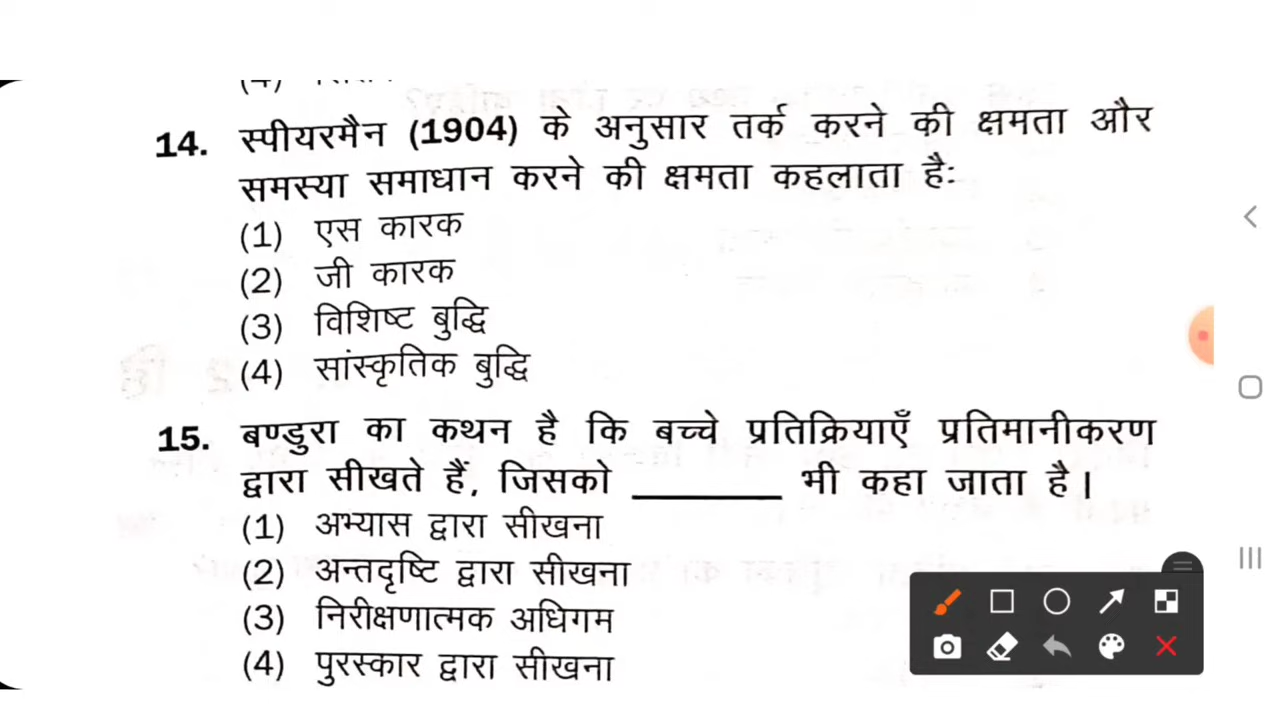 14. स्पीयरमैन (1904) के अनुसार तर्क करने की क्षमता और
समस्या समाधान करने की क्षमता कहलाता है:
(1) एस कारक
(2) जी कारक
(3) विशिष्ट बुद्धि
(4) सांस्कृतिक बुद्धि
15. बण्डुरा का कथन है कि बच्चे प्रतिक्रियाएँ प्रतिमानीकरण
द्वारा सीखते हैं, जिसको ________ भी कहा जाता है।
(1) अभ्यास द्वारा सीखना
(2) अन्तदृष्टि द्वारा सीखना
(3) निरीक्षणात्मक अधिगम
(4) पुरस्कार द्वारा सीखना